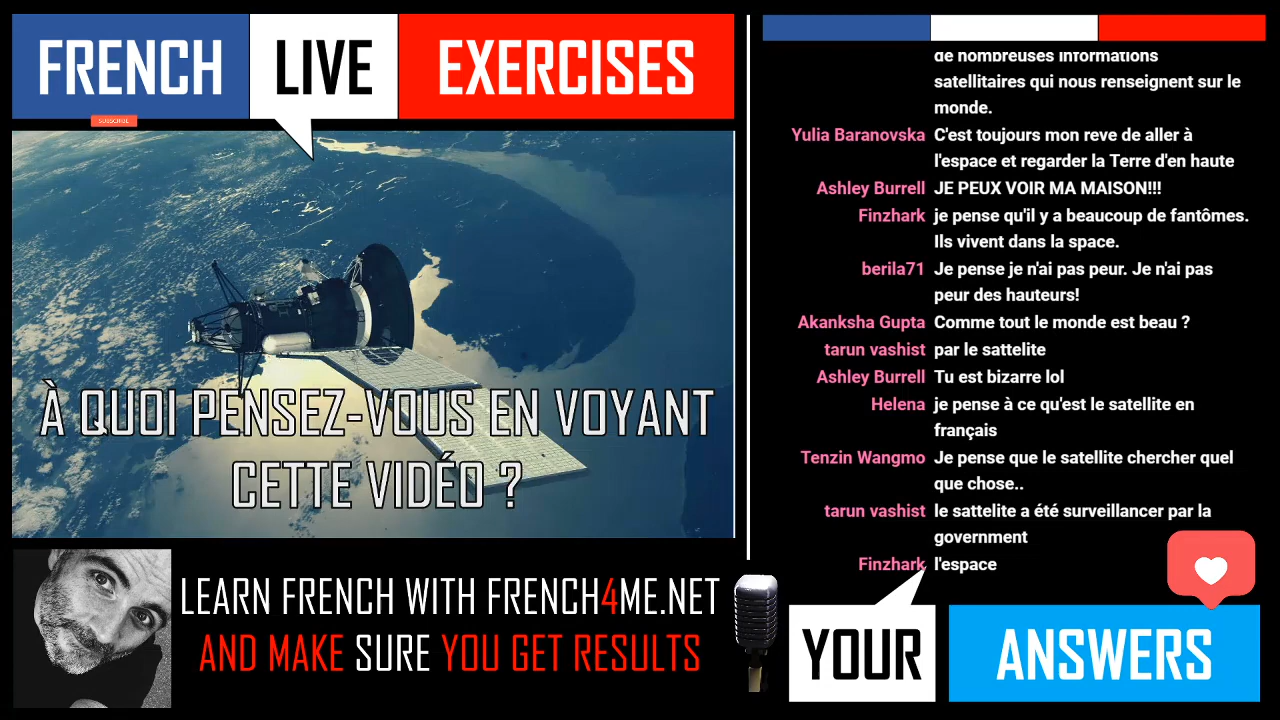 FRENCH LIVE EXERCISES
SUBSCRIBE
À QUOI PENSEZ-VOUS EN VOYANT
CETTE VIDÉO ?
LEARN FRENCH WITH FRENCH4ME.NET
AND MAKE SURE YOU GET RESULTS
de nombreuses informations
satellitaires qui nous renseignent sur le
monde.
Yulia Baranovska C'est toujours mon reve de aller à
l'espace et regarder la Terre d'en haute
Ashley Burrell JE PEUX VOIR MA MAISON!!!
Finzhark je pense qu'il y a beaucoup de fantômes.
Ils vivent dans la space.
berila71 Je pense je n'ai pas peur. Je n'ai pas
peur des hauteurs!
Akanksha Gupta Comme tout le monde est beau ?
tarun vashist par le sattelite
Ashley Burrell Tu est bizarre lol
Helena je pense à ce qu'est le satellite en
français
Tenzin Wangmo Je pense que le satellite chercher quel
que chose..
tarun vashist le sattelite a été surveillancer par la
government
Finzhark l'espace
YOUR ANSWERS